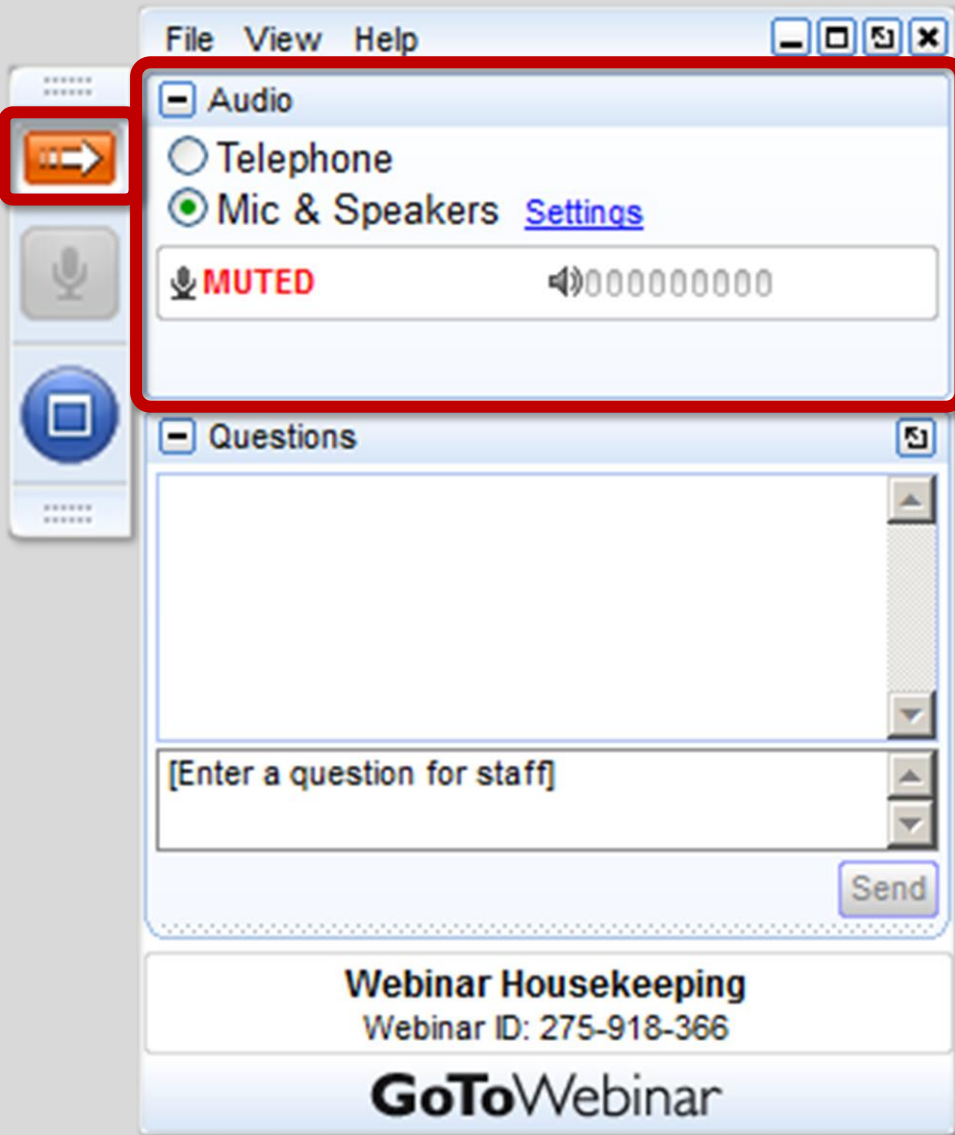 File View Help
Audio
Telephone
Mic & Speakers Settings
MUTED
Questions
[Enter a question for staff]
Send
Webinar Housekeeping
Webinar ID: 275-918-366
GoToWebinar